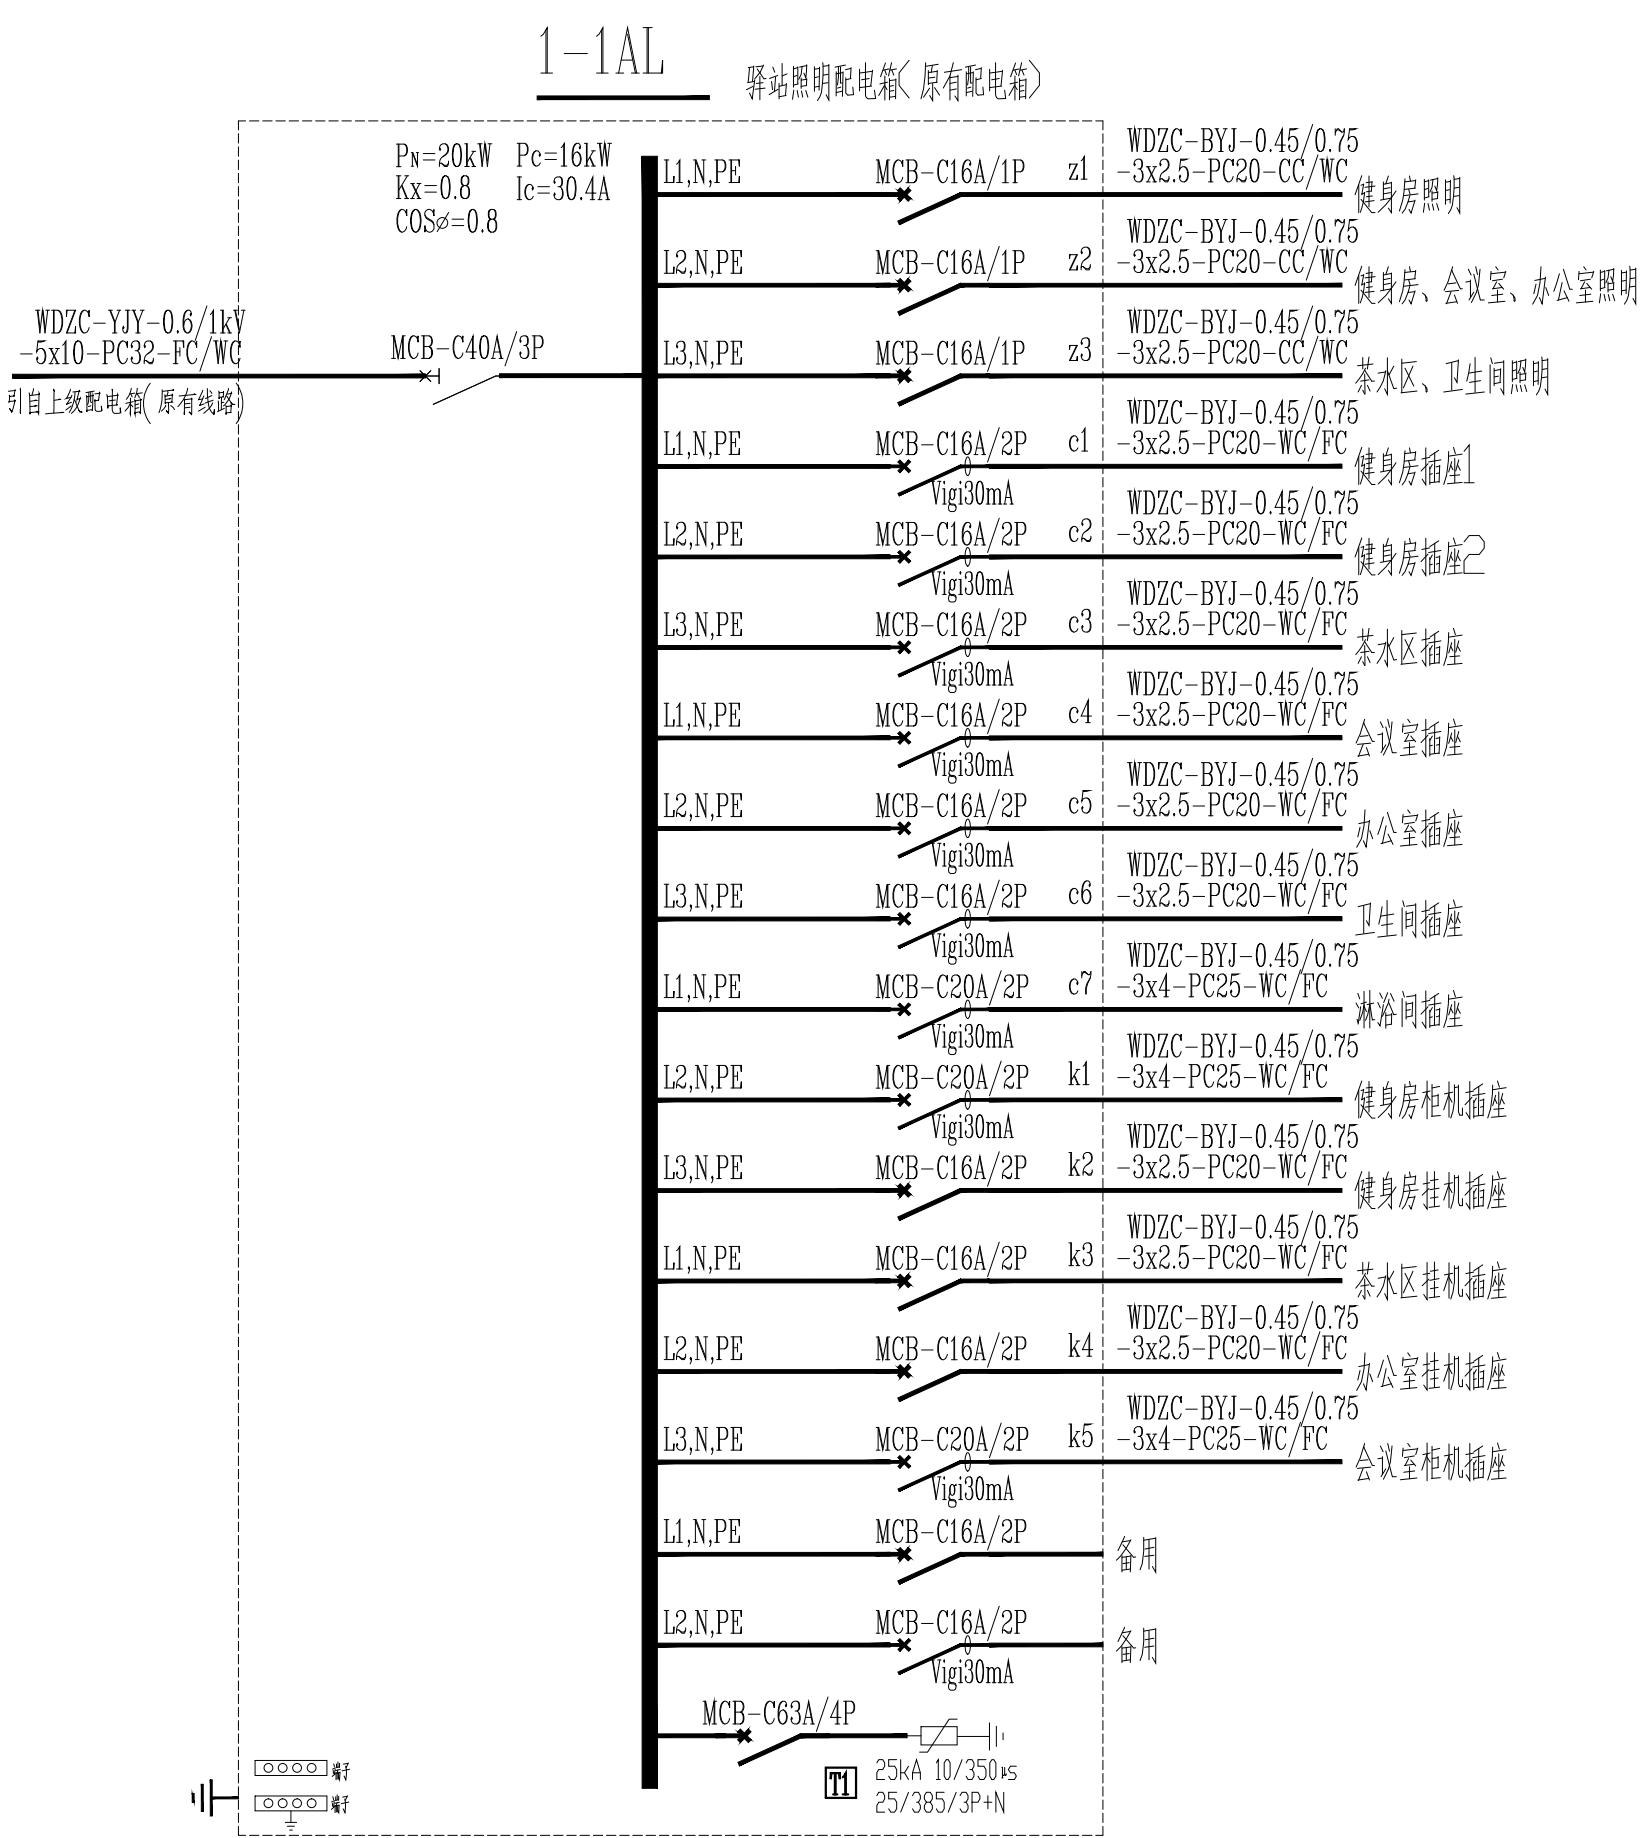 1-1AL
驿站照明配电箱(原有配电箱)
PN=20kW Pc=16kW
Kx=0.8 Ic=30.4A
COSø=0.8
WDZC-YJY-0.6/1kV
-5x10-PC32-FC/WC
引自上级配电箱(原有线路)
MCB-C40A/3P
L1,N,PE MCB-C16A/1P z1 WDZC-BYJ-0.45/0.75
-3x2.5-PC20-CC/WC
健身房照明
L2,N,PE MCB-C16A/1P z2 WDZC-BYJ-0.45/0.75
-3x2.5-PC20-CC/WC
健身房、会议室、办公室照明
L3,N,PE MCB-C16A/1P z3 WDZC-BYJ-0.45/0.75
-3x2.5-PC20-CC/WC
茶水区、卫生间照明
L1,N,PE MCB-C16A/2P c1 WDZC-BYJ-0.45/0.75
-3x2.5-PC20-WC/FC
健身房插座1
Vigi30mA
L2,N,PE MCB-C16A/2P c2 WDZC-BYJ-0.45/0.75
-3x2.5-PC20-WC/FC
健身房插座2
Vigi30mA
L3,N,PE MCB-C16A/2P c3 WDZC-BYJ-0.45/0.75
-3x2.5-PC20-WC/FC
茶水区插座
Vigi30mA
L1,N,PE MCB-C16A/2P c4 WDZC-BYJ-0.45/0.75
-3x2.5-PC20-WC/FC
会议室插座
Vigi30mA
L2,N,PE MCB-C16A/2P c5 WDZC-BYJ-0.45/0.75
-3x2.5-PC20-WC/FC
办公室插座
Vigi30mA
L3,N,PE MCB-C16A/2P c6 WDZC-BYJ-0.45/0.75
-3x2.5-PC20-WC/FC
卫生间插座
Vigi30mA
L1,N,PE MCB-C20A/2P c7 WDZC-BYJ-0.45/0.75
-3x4-PC25-WC/FC
淋浴间插座
Vigi30mA
L2,N,PE MCB-C20A/2P k1 WDZC-BYJ-0.45/0.75
-3x4-PC25-WC/FC
健身房柜机插座
Vigi30mA
L3,N,PE MCB-C16A/2P k2 WDZC-BYJ-0.45/0.75
-3x2.5-PC20-WC/FC
健身房挂机插座
L1,N,PE MCB-C16A/2P k3 WDZC-BYJ-0.45/0.75
-3x2.5-PC20-WC/FC
茶水区挂机插座
L2,N,PE MCB-C16A/2P k4 WDZC-BYJ-0.45/0.75
-3x2.5-PC20-WC/FC
办公室挂机插座
L3,N,PE MCB-C20A/2P k5 WDZC-BYJ-0.45/0.75
-3x4-PC25-WC/FC
会议室柜机插座
Vigi30mA
L1,N,PE MCB-C16A/2P
备用
L2,N,PE MCB-C16A/2P
备用
Vigi30mA
MCB-C63A/4P
T1 25kA 10/350μs
25/385/3P+N
端子
端子